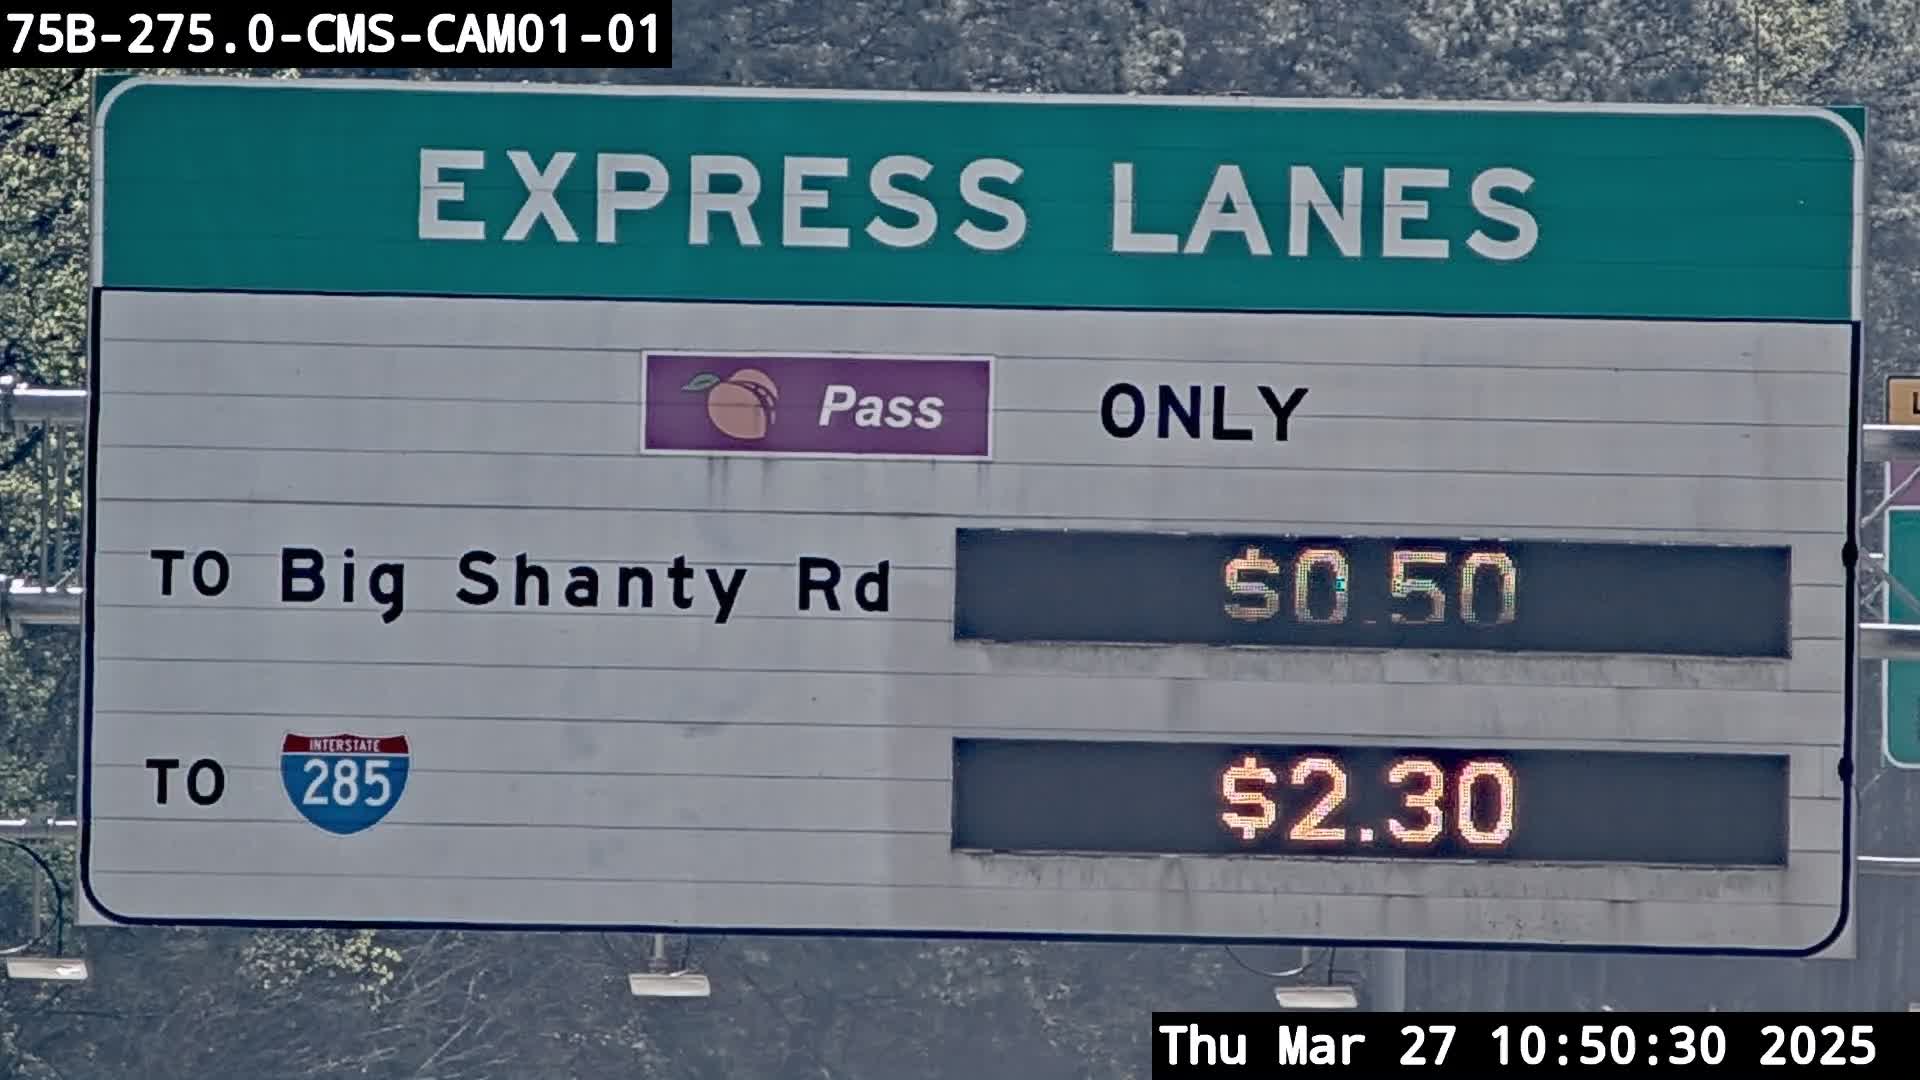 75B-275.0-CMS-CAM01-01
EXPRESS LANES
Pass ONLY
TO Big Shanty Rd $0.50
TO INTERSTATE 285 $2.30
Thu Mar 27 10:50:30 2025